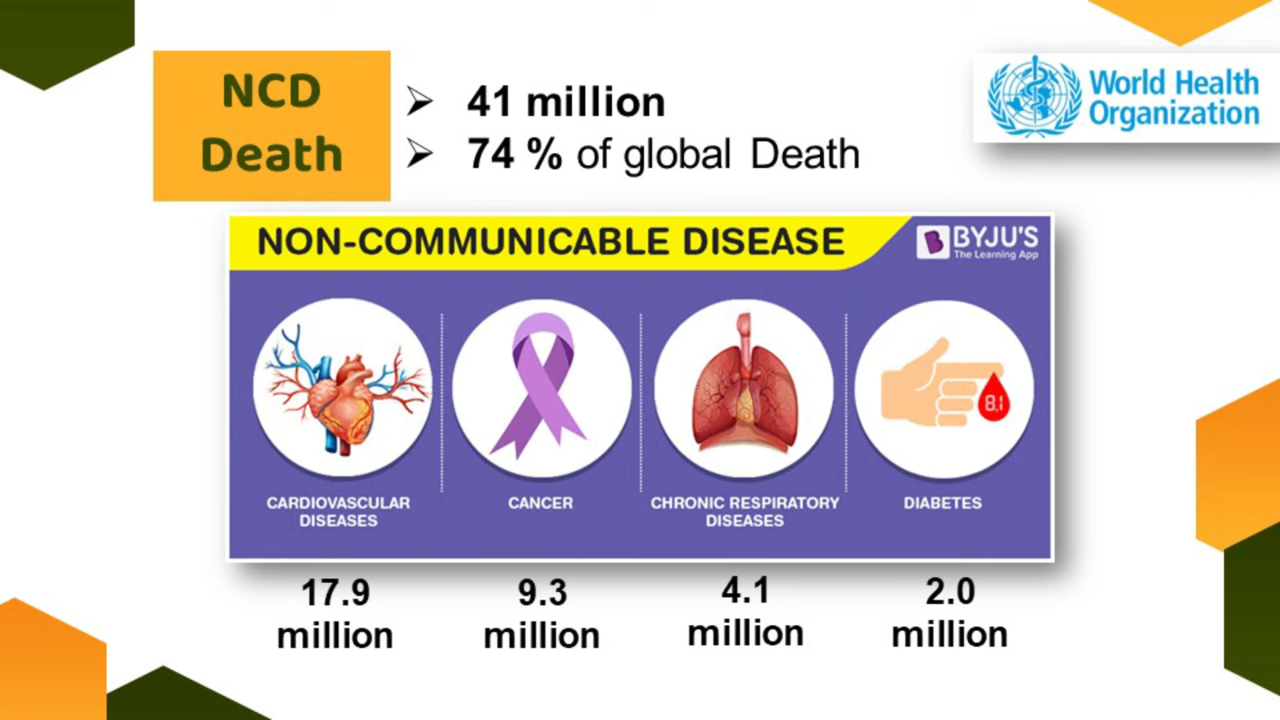 NCD
Death
➢ 41 million
➢ 74 % of global Death
World Health
Organization
NON-COMMUNICABLE DISEASE
BYJU'S
The Learning App
8.1
CARDIOVASCULAR
DISEASES
CANCER
CHRONIC RESPIRATORY
DISEASES
DIABETES
17.9
million
9.3
million
4.1
million
2.0
million